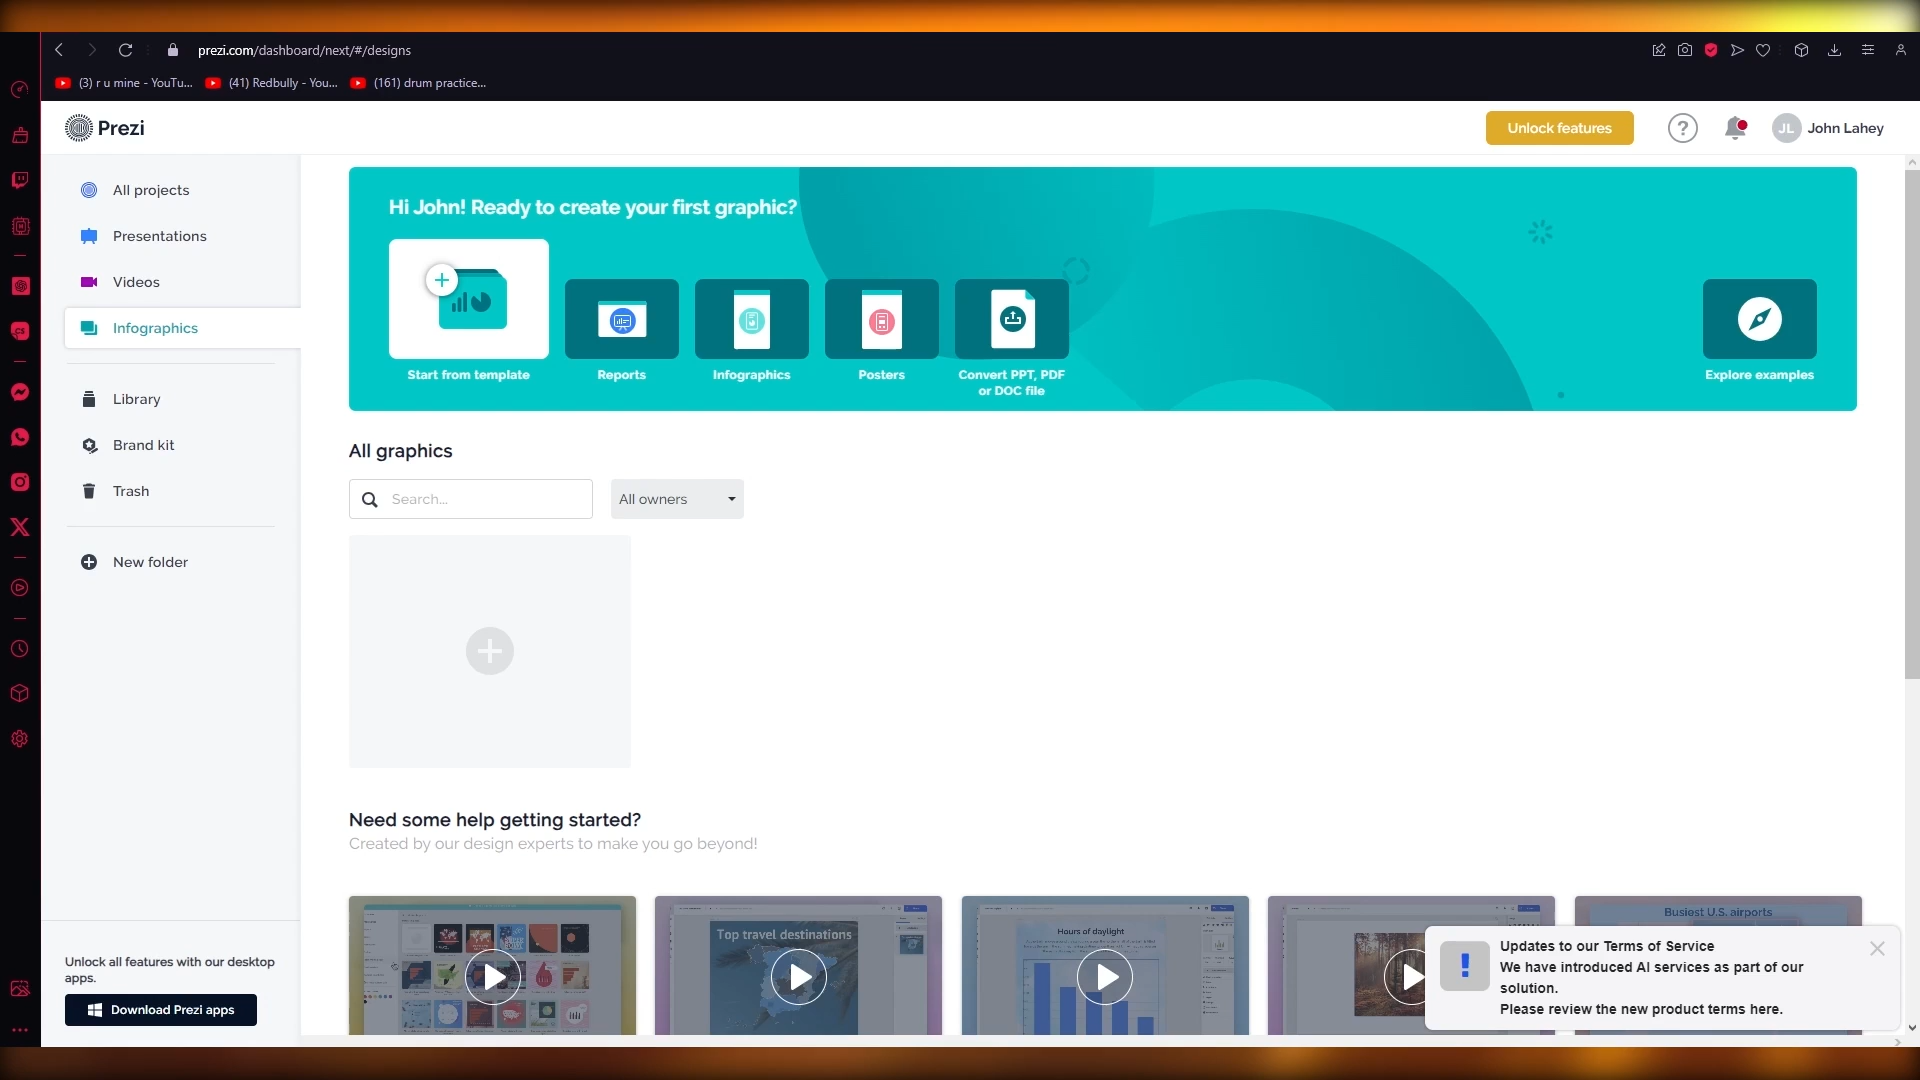 prezi.com/dashboard/next/#/designs
(3) r u mine - YouTu...
(41) Redbully - You...
(161) drum practice...
Prezi
Unlock features
?
JL
John Lahey
All projects
Presentations
Videos
Infographics
Library
Brand kit
Trash
New folder
Unlock all features with our desktop
apps.
Download Prezi apps
Hi John! Ready to create your first graphic?
Start from template
Reports
Infographics
Posters
Convert PPT, PDF
or DOC file
Explore examples
All graphics
Search...
All owners
Need some help getting started?
Created by our design experts to make you go beyond!
Top travel destinations
Hours of daylight
Busiest U.S. airports
Updates to our Terms of Service
We have introduced AI services as part of our
solution.
Please review the new product terms here.